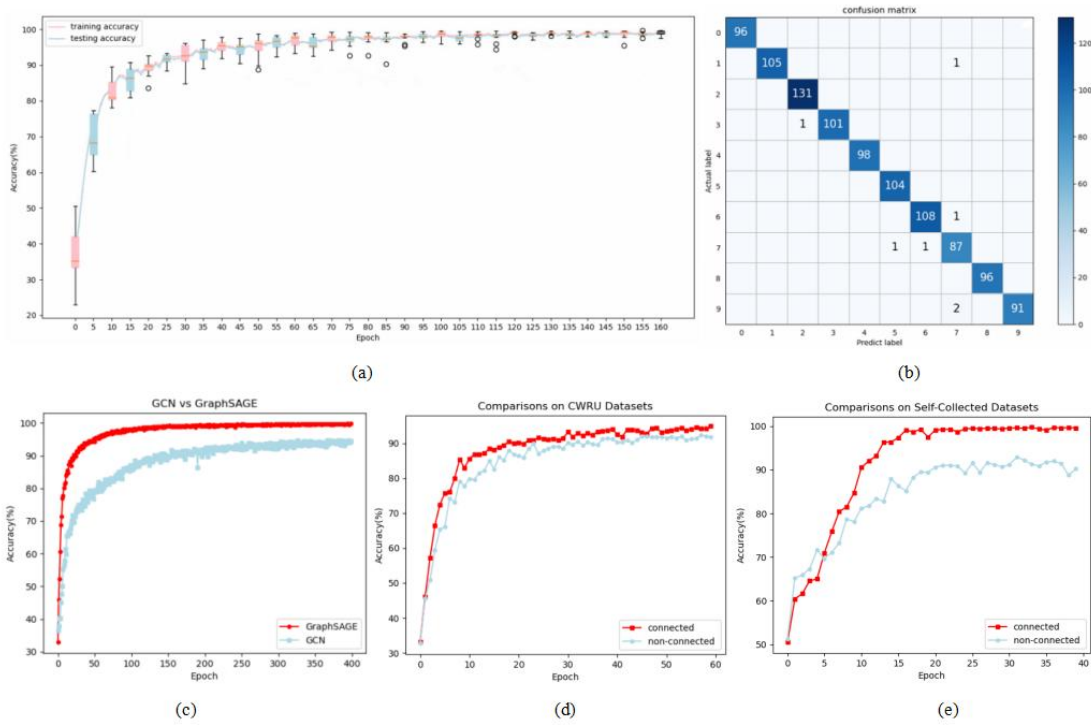 training accuracy
testing accuracy
100
90
80
70
60
50
40
30
20
Accuracy(%)
0 5 10 15 20 25 30 35 40 45 50 55 60 65 70 75 80 85 90 95 100 105 110 115 120 125 130 135 140 145 150 155 160
Epoch
(a)
confusion matrix
0 96
1 105 1
2 131
3 1 101
4 98
5 104
6 108 1
7 1 1 87
8 96
9 2 91
0 1 2 3 4 5 6 7 8 9
Actual label
Predict label
120
100
80
60
40
20
0
(b)
GCN vs GraphSAGE
100
90
80
70
60
50
40
30
Accuracy(%)
GraphSAGE
GCN
0 50 100 150 200 250 300 350 400
Epoch
(c)
Comparisons on CWRU Datasets
90
80
70
60
50
40
30
Accuracy(%)
connected
non-connected
0 10 20 30 40 50 60
Epoch
(d)
Comparisons on Self-Collected Datasets
100
90
80
70
60
50
Accuracy(%)
connected
non-connected
0 5 10 15 20 25 30 35 40
Epoch
(e)